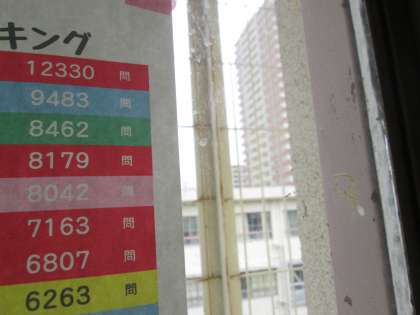 キング
12330 問
9483 問
8462 問
8179 問
8042 問
7163 問
6807 問
6263 問